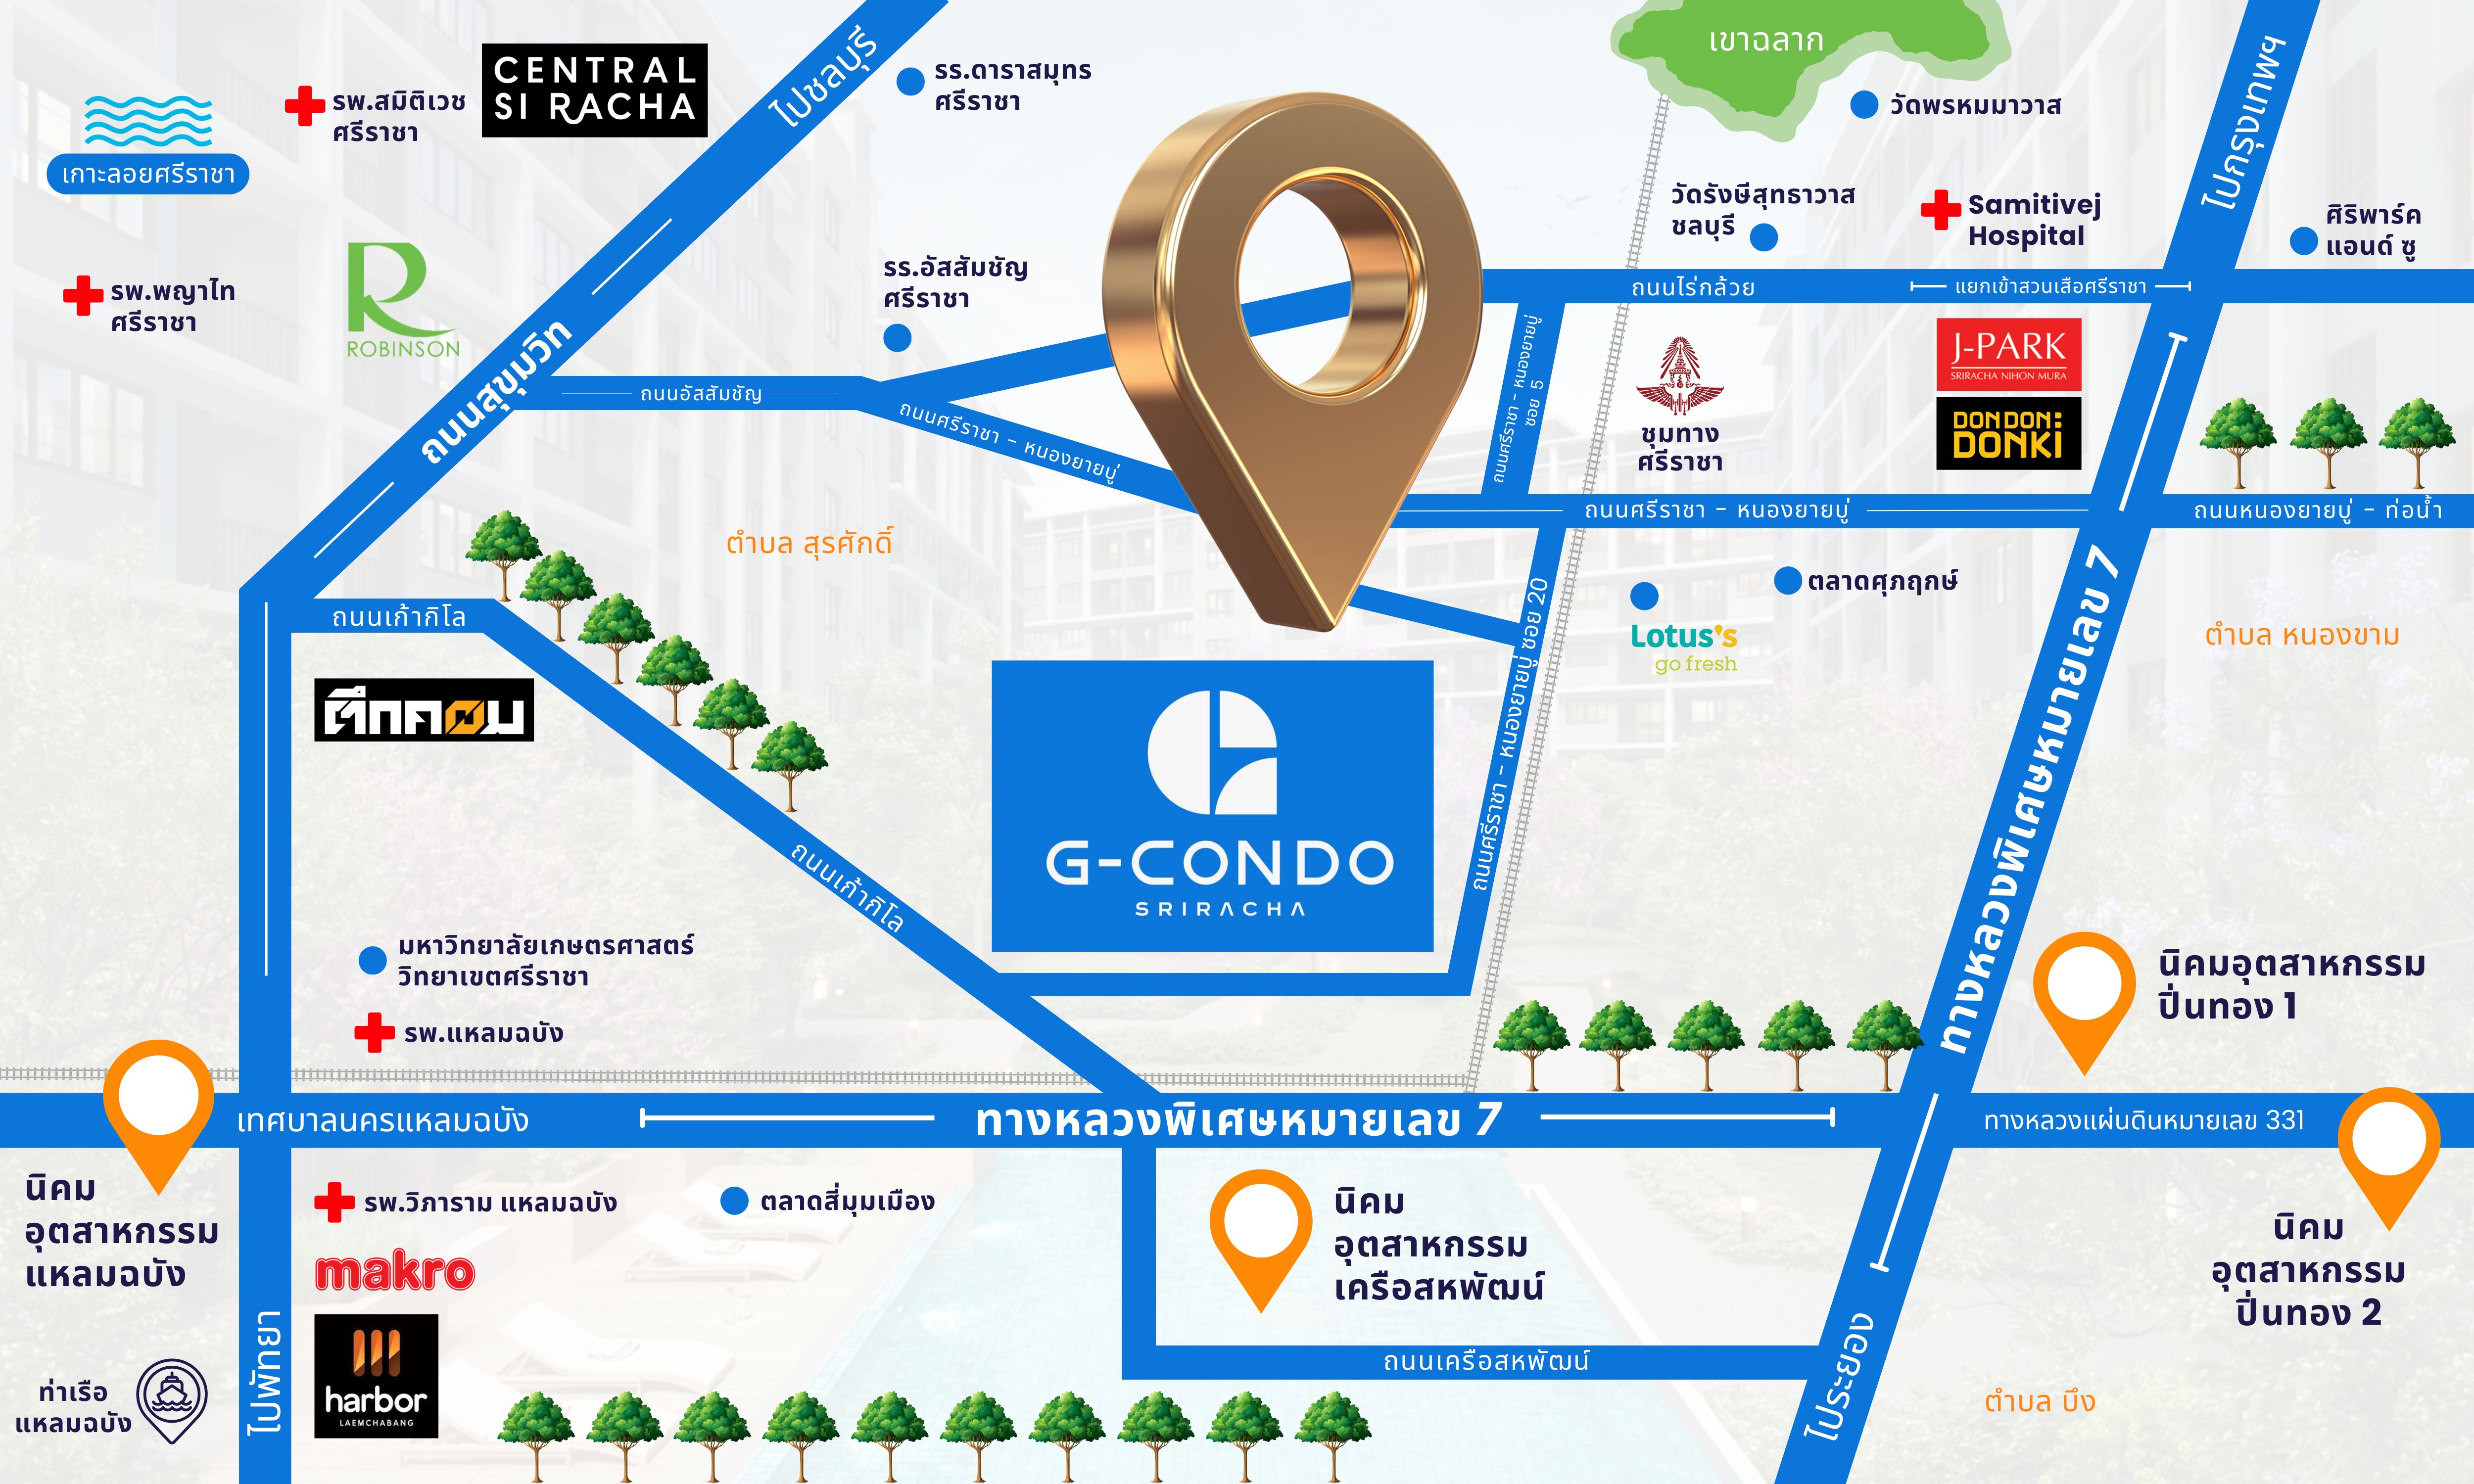 ไปชลบุรี
CENTRAL
SI RACHA
รพ.สมิติเวช
ศรีราชา
เกาะลอยศรีราชา
รร.ดาราสมุทร
ศรีราชา
เขาฉลาก
วัดพรหมมาวาส
ไปกรุงเทพฯ
วัดรังษีสุทธาวาส
ชลบุรี
Samitivej
Hospital
ศิริพาร์ค
แอนด์ ซู
รพ.พญาไท
ศรีราชา
ROBINSON
รร.อัสสัมชัญ
ศรีราชา
ถนนไร่กล้วย
แยกเข้าสวนเสือศรีราชา
ถนนสุขุมวิท
ถนนอัสสัมชัญ
ถนนศรีราชา - หนองยายบู่
ถนนศรีราชา - หนองยายบู่
ซอย 5
ชุมทาง
ศรีราชา
J-PARK
SRIRACHA NIHON MURA
DON DON:
DONKI
ถนนศรีราชา - หนองยายบู่
ถนนหนองยายบู่ - ท่อน้ำ
ตำบล สุรศักดิ์
ตลาดศุภฤกษ์
Lotus's
go fresh
ตำบล หนองขาม
ถนนเก้ากิโล
ตึกคอม
G-CONDO
SRIRACHA
ถนนศรีราชา - หนองยายบู่ ซอย 20
ทางหลวงพิเศษหมายเลข 7
ถนนเก้ากิโล
มหาวิทยาลัยเกษตรศาสตร์
วิทยาเขตศรีราชา
รพ.แหลมฉบัง
นิคมอุตสาหกรรม
ปิ่นทอง 1
เทศบาลนครแหลมฉบัง
ทางหลวงพิเศษหมายเลข 7
ทางหลวงแผ่นดินหมายเลข 331
นิคม
อุตสาหกรรม
แหลมฉบัง
รพ.วิภาราม แหลมฉบัง
ตลาดสี่มุมเมือง
makro
นิคม
อุตสาหกรรม
เครือสหพัฒน์
นิคม
อุตสาหกรรม
ปิ่นทอง 2
ไปพัทยา
harbor
LAEMCHABANG
ท่าเรือ
แหลมฉบัง
ถนนเครือสหพัฒน์
ไประยอง
ตำบล บึง